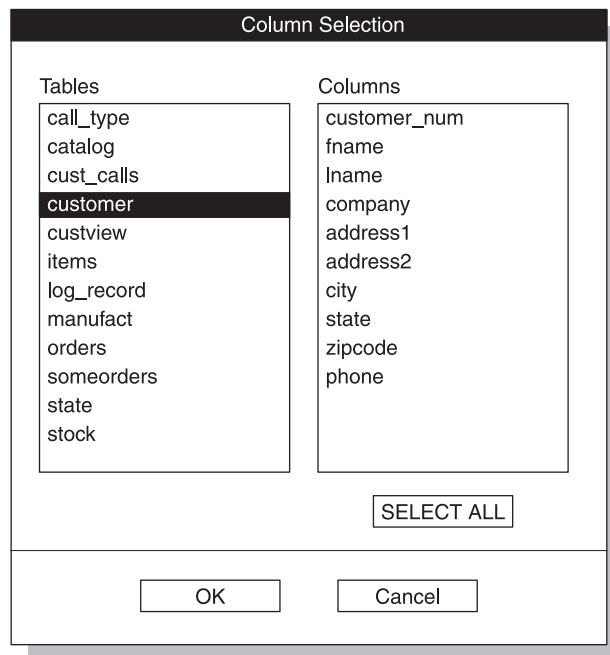 Column Selection
Tables
call_type
catalog
cust_calls
customer
custview
items
log_record
manufact
orders
someorders
state
stock
Columns
customer_num
fname
lname
company
address1
address2
city
state
zipcode
phone
SELECT ALL
OK
Cancel